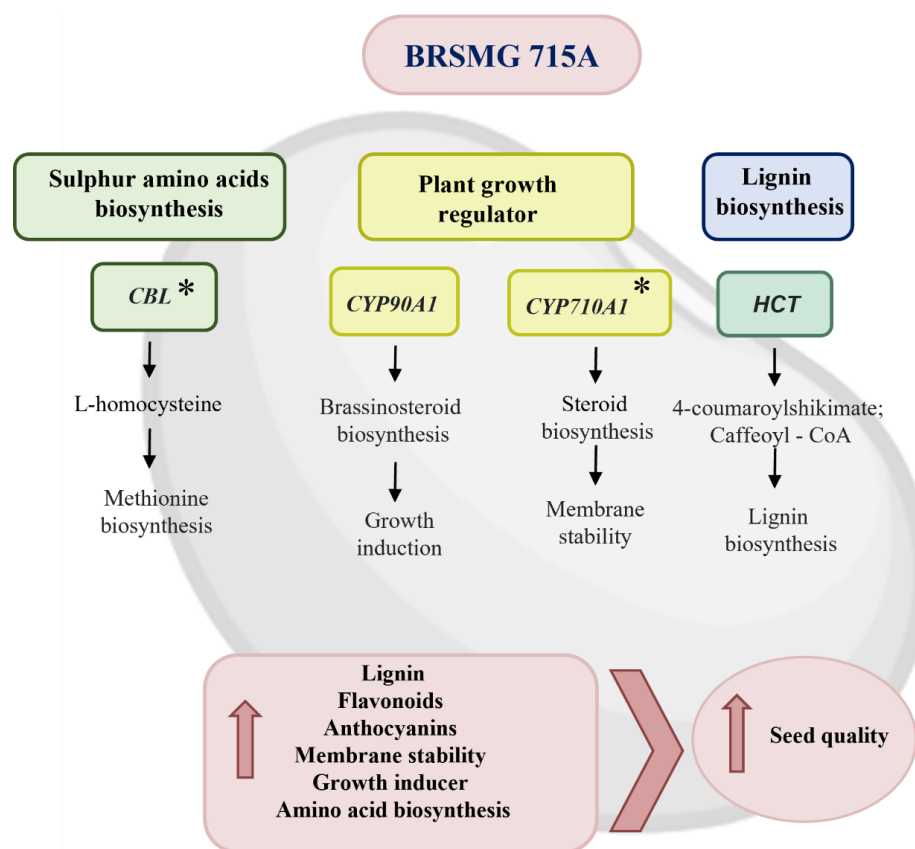 BRSMG 715A
Sulphur amino acids
biosynthesis
Plant growth
regulator
Lignin
biosynthesis
CBL *
CYP90A1
CYP710A1 *
HCT
L-homocysteine
Brassinosteroid
biosynthesis
Steroid
biosynthesis
4-coumaroylshikimate;
Caffeoyl - CoA
Methionine
biosynthesis
Growth
induction
Membrane
stability
Lignin
biosynthesis
Lignin
Flavonoids
Anthocyanins
Membrane stability
Growth inducer
Amino acid biosynthesis
Seed quality